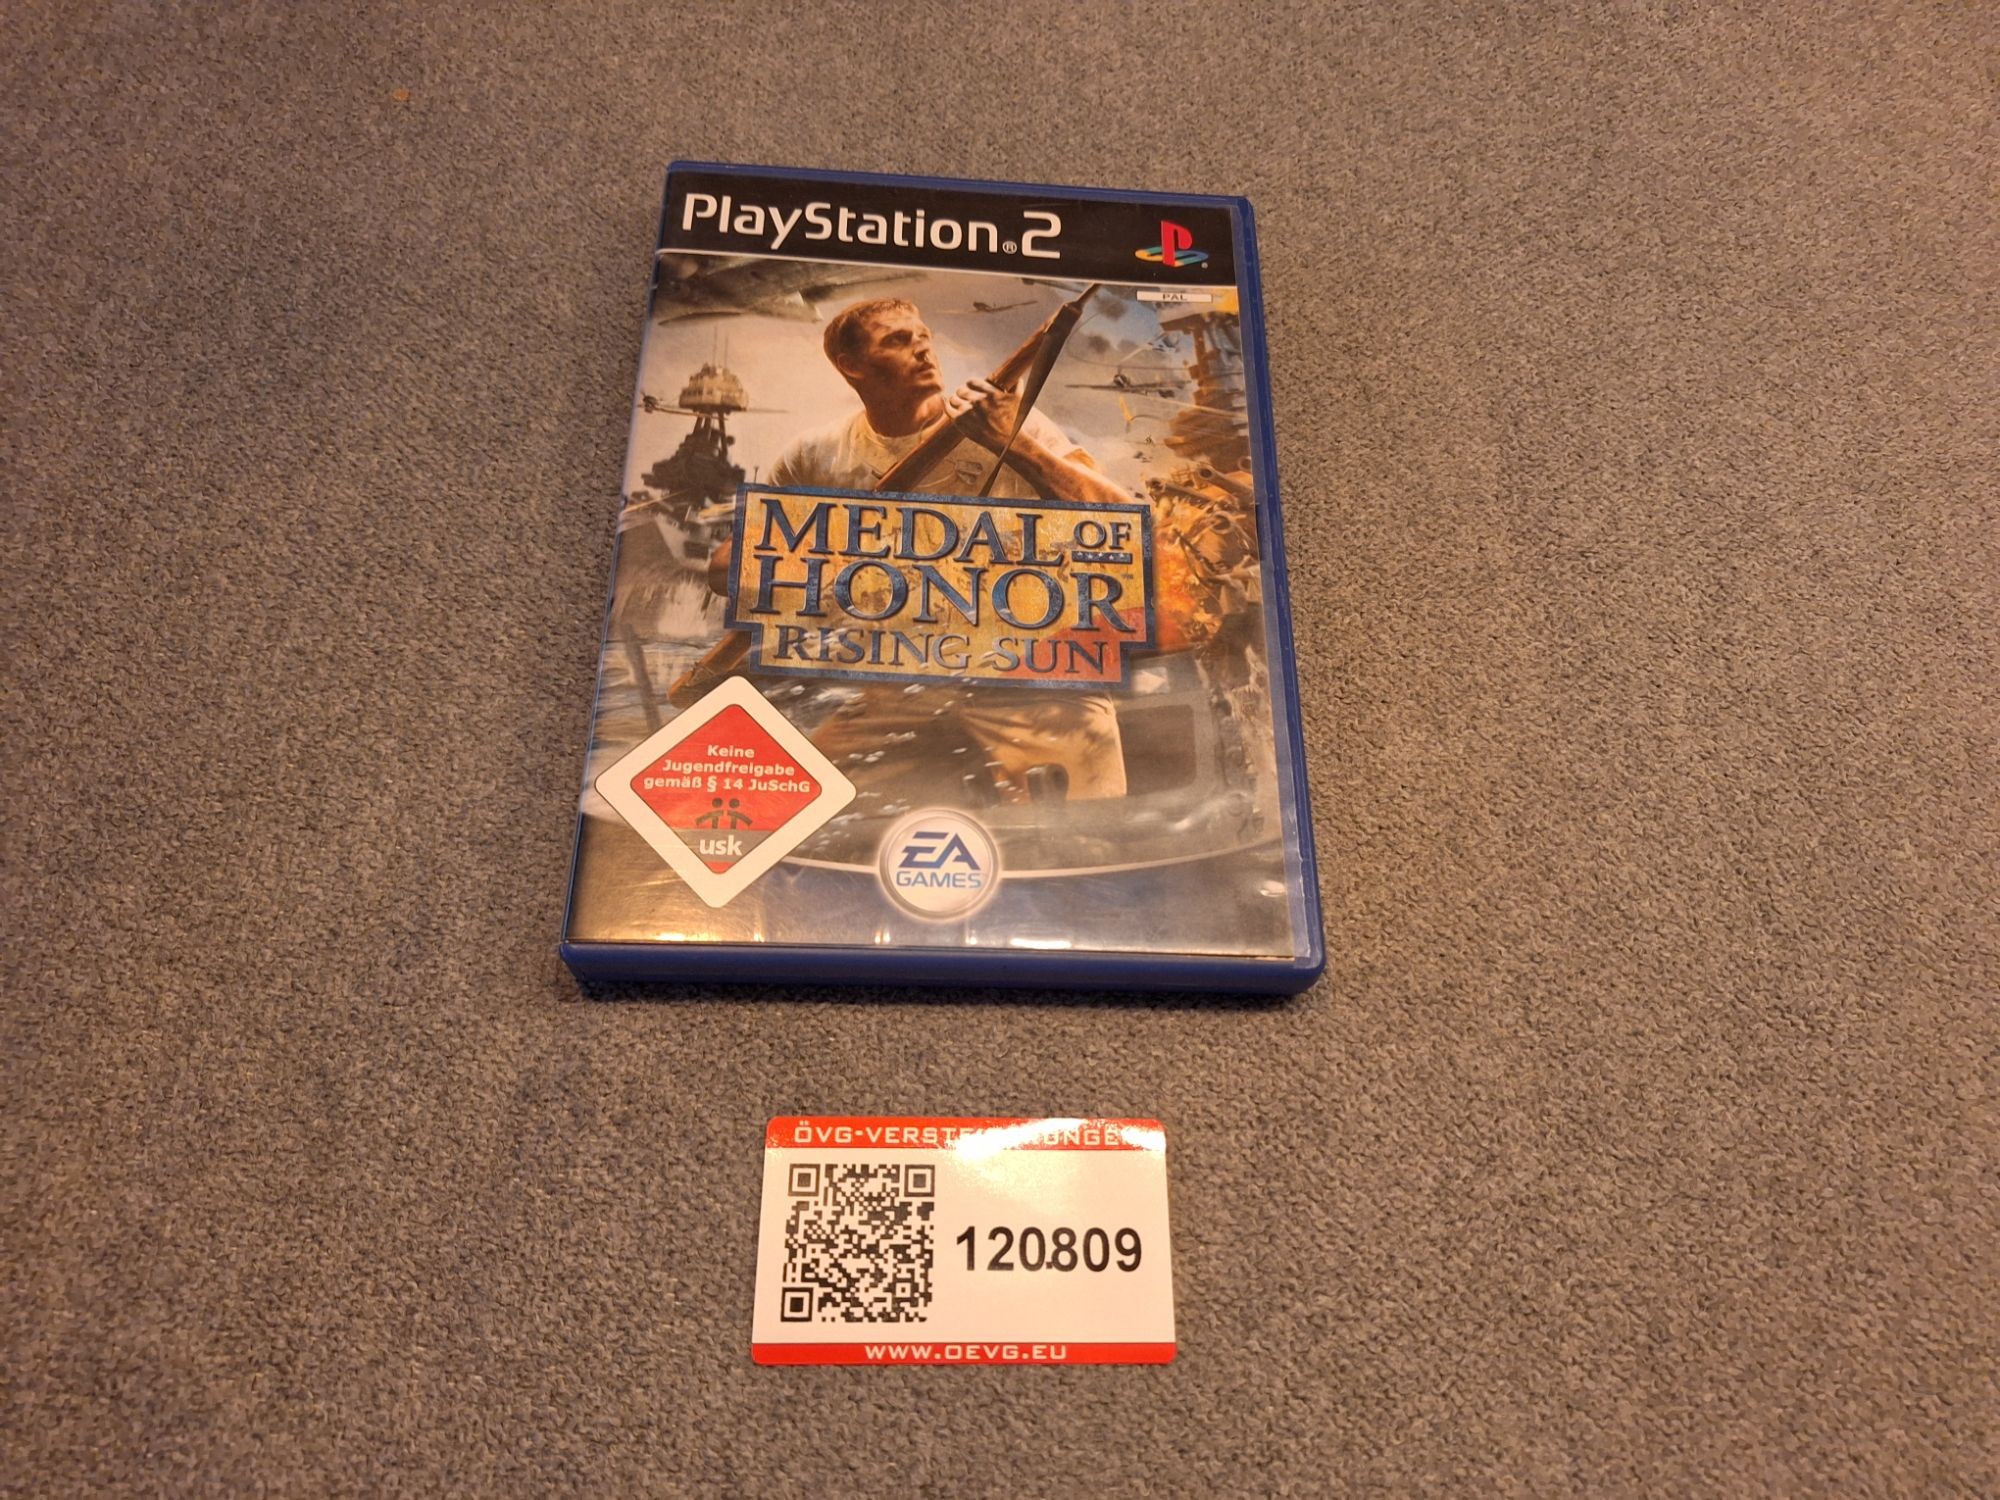 PlayStation®2
PAL
MEDAL OF
HONOR
RISING SUN
Keine
Jugendfreigabe
gemäß § 14 JuSchG
usk
EA
GAMES
120809
WWW.OEVG.EU